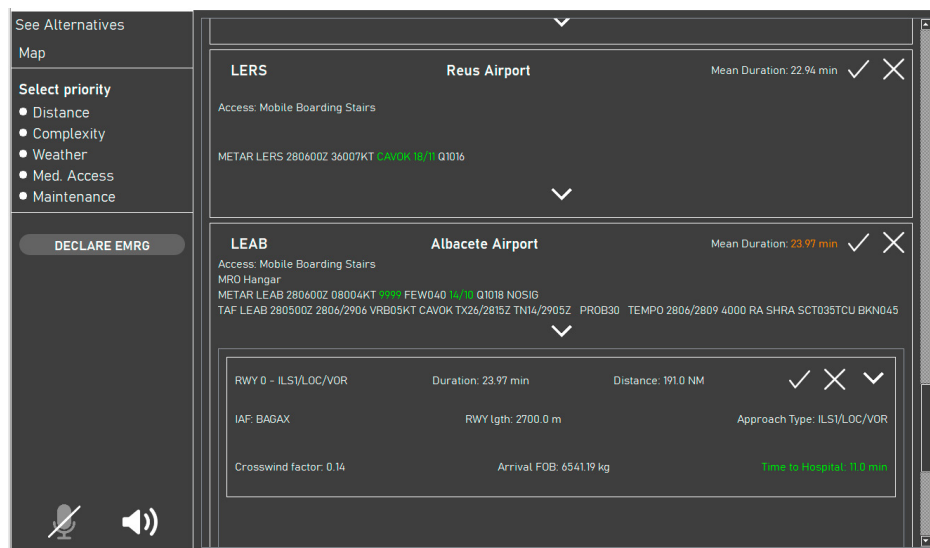 See Alternatives
Map
Select priority
Distance
Complexity
Weather
Med. Access
Maintenance
DECLARE EMRG
LERS Reus Airport Mean Duration: 22.94 min
Access: Mobile Boarding Stairs
METAR LERS 280600Z 36007KT CAVOK 18/11 Q1016
LEAB Albacete Airport Mean Duration: 23.97 min
Access: Mobile Boarding Stairs
MRO Hangar
METAR LEAB 280600Z 08004KT 9999 FEW040 14/10 Q1018 NOSIG
TAF LEAB 280500Z 2806/2906 VRB05KT CAVOK TX26/2815Z TN14/2905Z PROB30 TEMPO 2806/2809 4000 RA SHRA SCT035TCU BKN045
RWY 0 - ILS1/LOC/VOR Duration: 23.97 min Distance: 191.0 NM
IAF: BAGAX RWY lgth: 2700.0 m Approach Type: ILS1/LOC/VOR
Crosswind factor: 0.14 Arrival FOB: 6541.19 kg Time to Hospital: 11.0 min